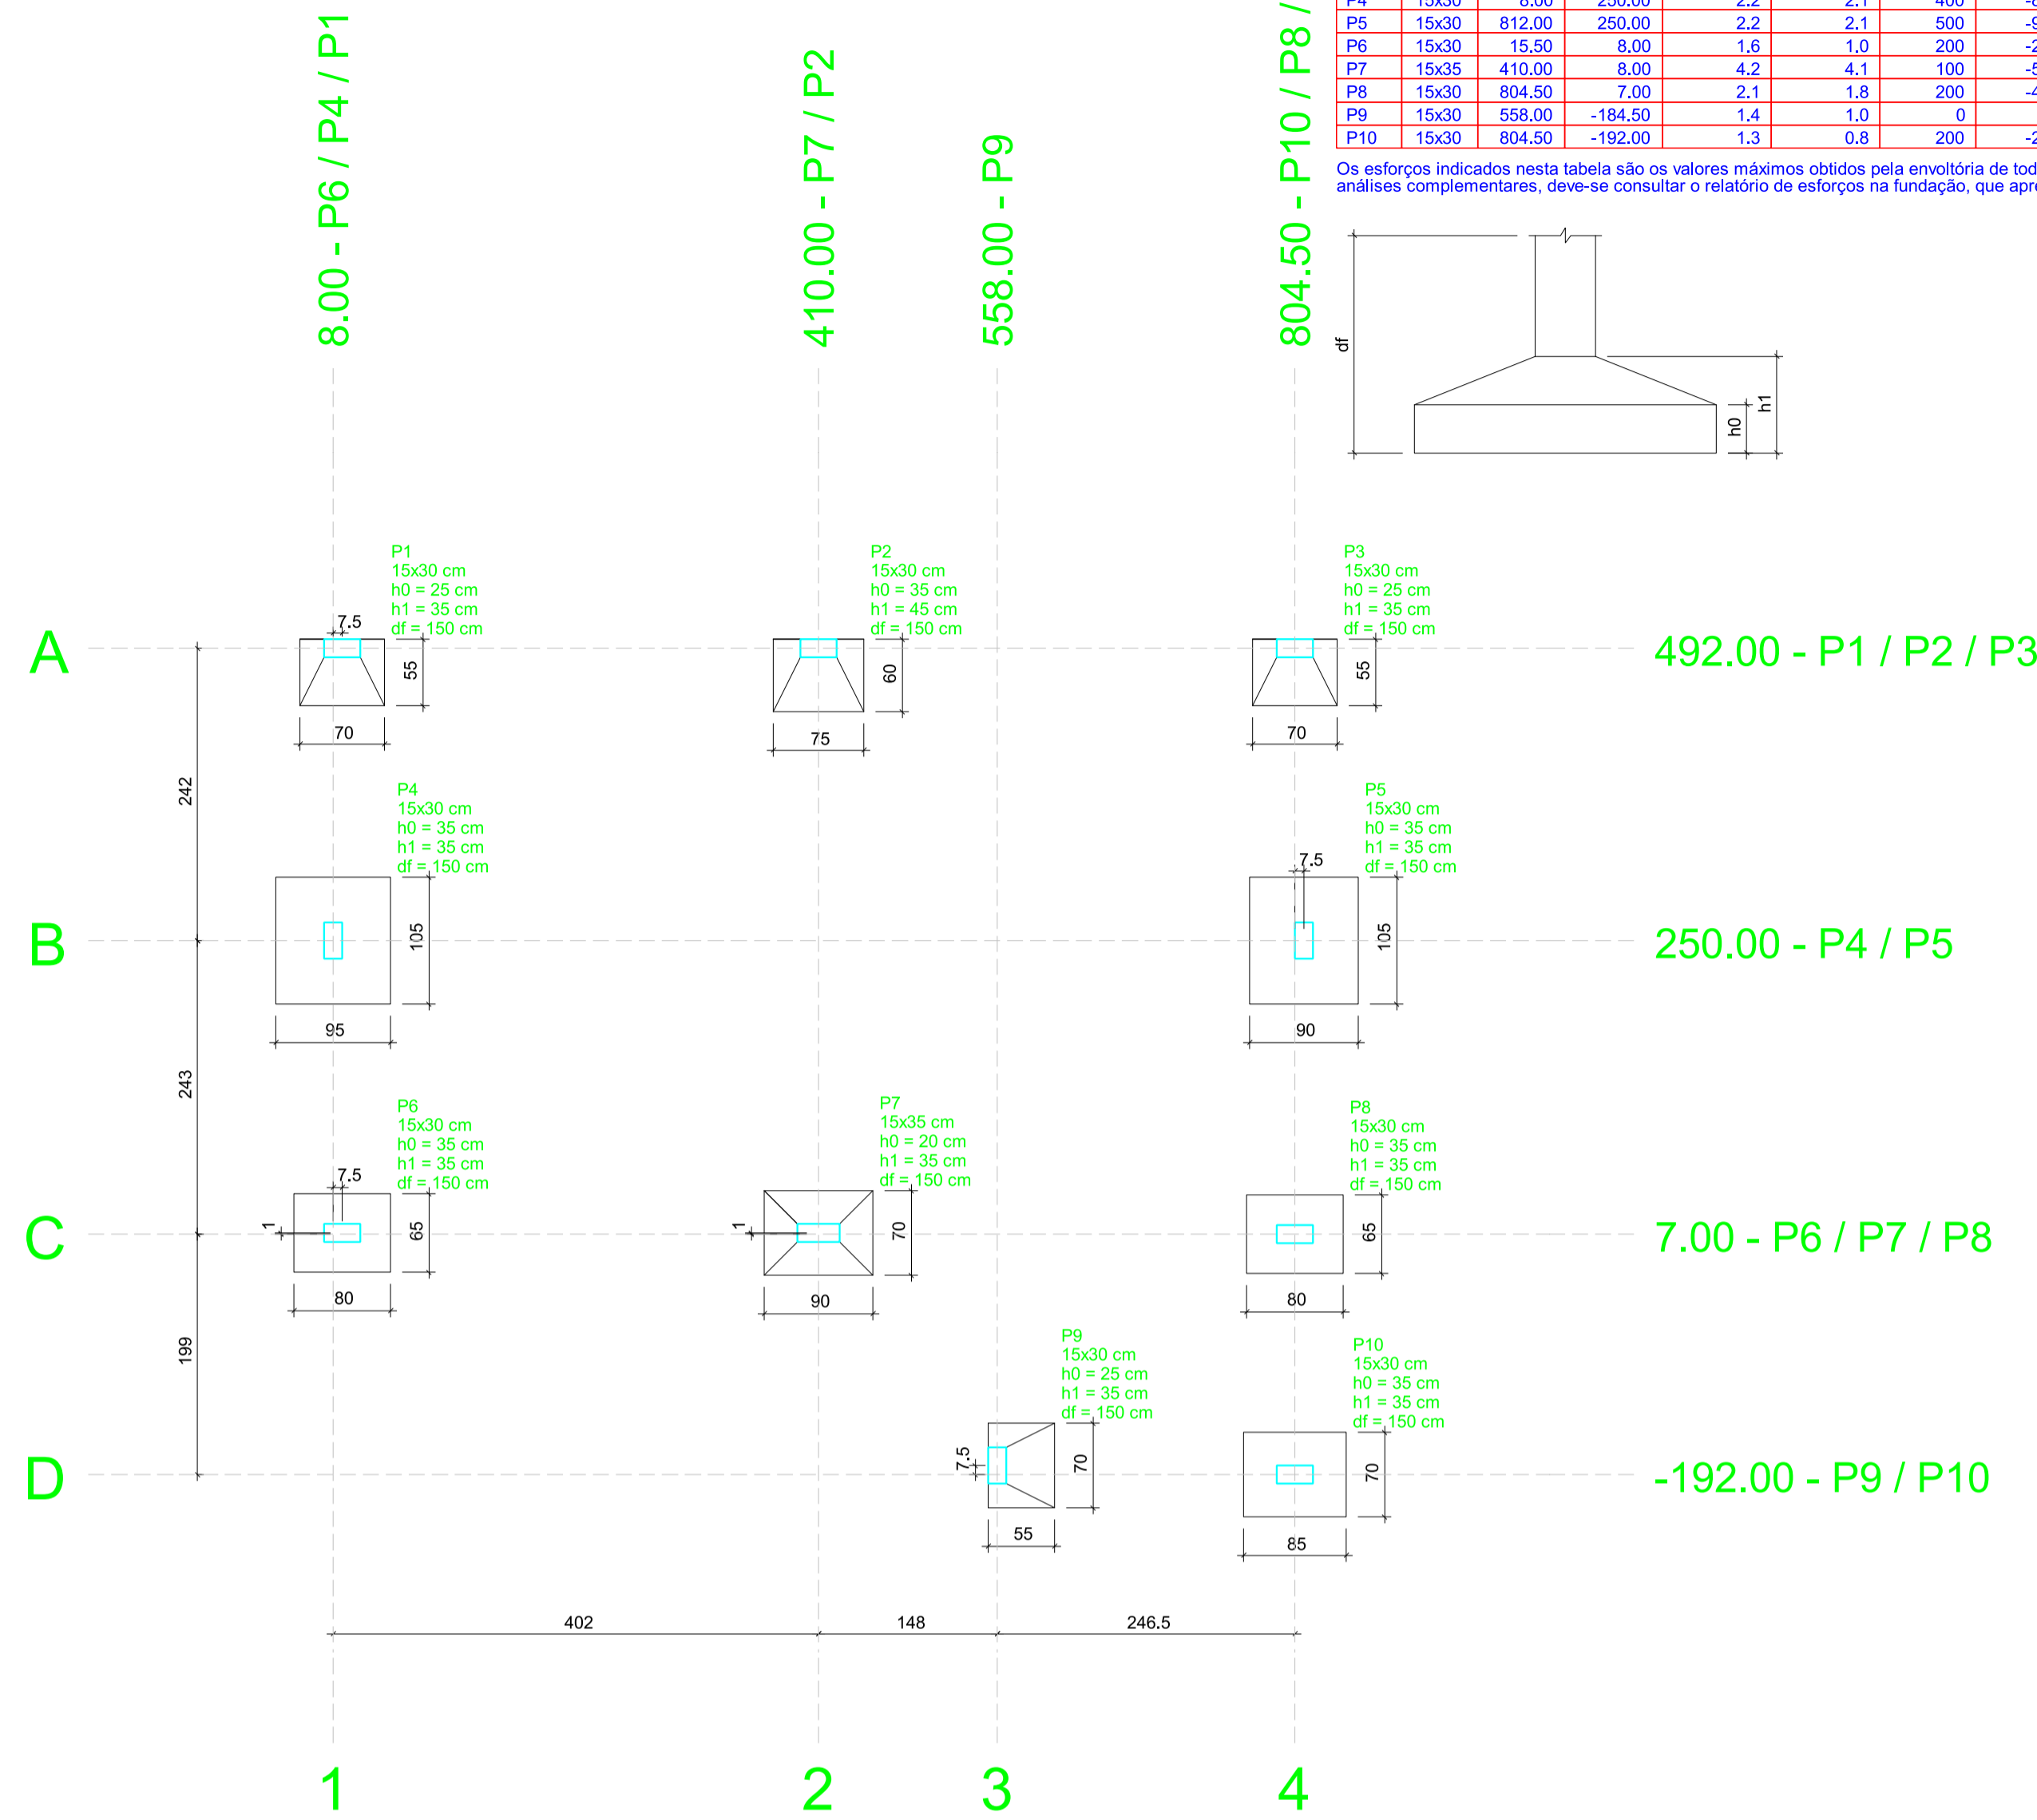 P4 15x30 8.00 250.00 2.2 2.1 400
P5 15x30 812.00 250.00 2.2 2.1 500
P6 15x30 15.50 8.00 1.6 1.0 200
P7 15x35 410.00 8.00 4.2 4.1 100
P8 15x30 804.50 7.00 2.1 1.8 200
P9 15x30 558.00 -184.50 1.4 1.0 0
P10 15x30 804.50 -192.00 1.3 0.8 200
Os esforços indicados nesta tabela são os valores máximos obtidos pela envoltória de tod
análises complementares, deve-se consultar o relatório de esforços na fundação, que apr
8.00 - P6 / P4 / P1
410.00 - P7 / P2
558.00 - P9
804.50 - P10 / P8 /
df
h0
h1
P1
15x30 cm
h0 = 25 cm
h1 = 35 cm
df = 150 cm
7.5
55
70
P2
15x30 cm
h0 = 35 cm
h1 = 45 cm
df = 150 cm
60
75
P3
15x30 cm
h0 = 25 cm
h1 = 35 cm
df = 150 cm
55
70
A
492.00 - P1 / P2 / P3
242
P4
15x30 cm
h0 = 35 cm
h1 = 35 cm
df = 150 cm
105
95
P5
15x30 cm
h0 = 35 cm
h1 = 35 cm
df = 150 cm
7.5
105
90
B
250.00 - P4 / P5
243
P6
15x30 cm
h0 = 35 cm
h1 = 35 cm
df = 150 cm
7.5
1
65
80
P7
15x35 cm
h0 = 20 cm
h1 = 35 cm
df = 150 cm
1
70
90
P8
15x30 cm
h0 = 35 cm
h1 = 35 cm
df = 150 cm
65
80
C
7.00 - P6 / P7 / P8
199
P9
15x30 cm
h0 = 25 cm
h1 = 35 cm
df = 150 cm
7.5
70
55
P10
15x30 cm
h0 = 35 cm
h1 = 35 cm
df = 150 cm
70
85
D
-192.00 - P9 / P10
402
148
246.5
1
2
3
4